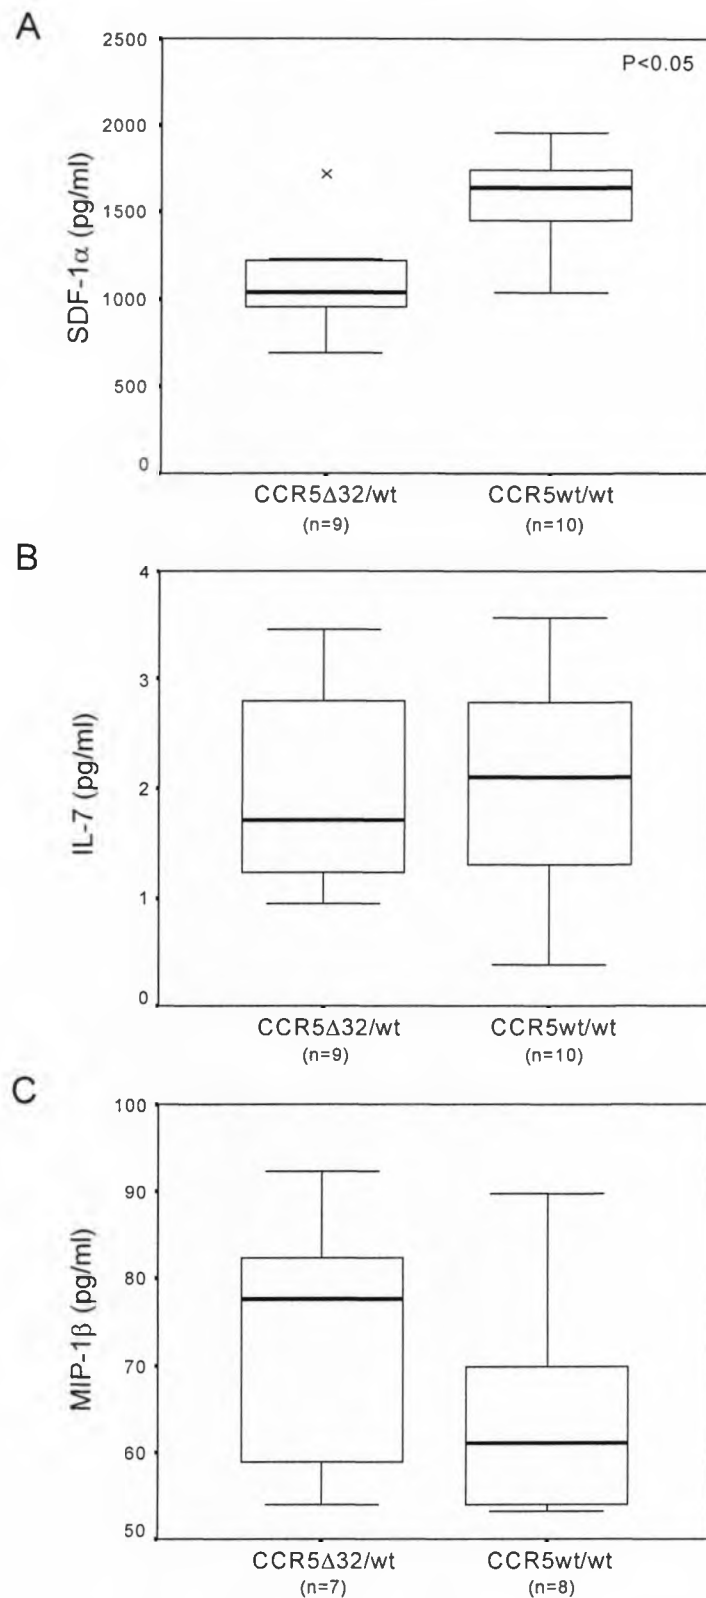 A
2500
P<0.05
2000
1500
1000
500
0
SDF-1α (pg/ml)
×
CCR5Δ32/wt CCR5wt/wt
(n=9) (n=10)
B
4
3
2
1
0
IL-7 (pg/ml)
CCR5Δ32/wt CCR5wt/wt
(n=9) (n=10)
C
100
90
80
70
60
50
MIP-1β (pg/ml)
CCR5Δ32/wt CCR5wt/wt
(n=7) (n=8)